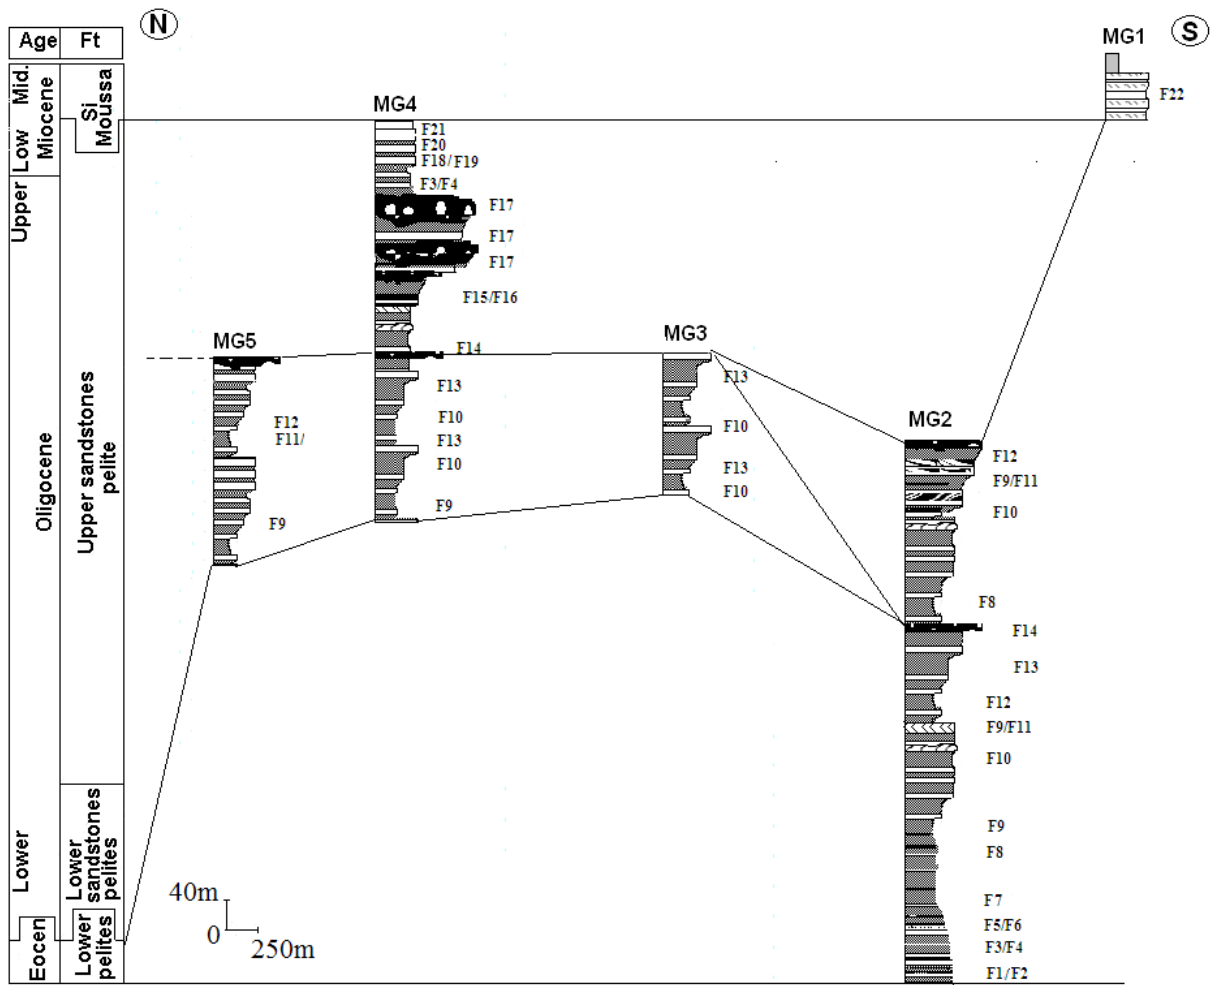 N
S
Age
Ft
Mid.
Low
Miocene
Si
Moussa
Upper
Oligocene
Upper sandstones
pelite
Lower
Lower
sandstones
pelites
Eocen
Lower
pelites
MG1
F22
MG4
F21
F20
F18/F19
F3/F4
F17
F17
F17
F15/F16
F14
F13
F10
F13
F10
F9
MG5
F12
F11/
F9
MG3
F13
F10
F13
F10
MG2
F12
F9/F11
F10
F8
F14
F13
F12
F9/F11
F10
F9
F8
F7
F5/F6
F3/F4
F1/F2
40m
0
250m